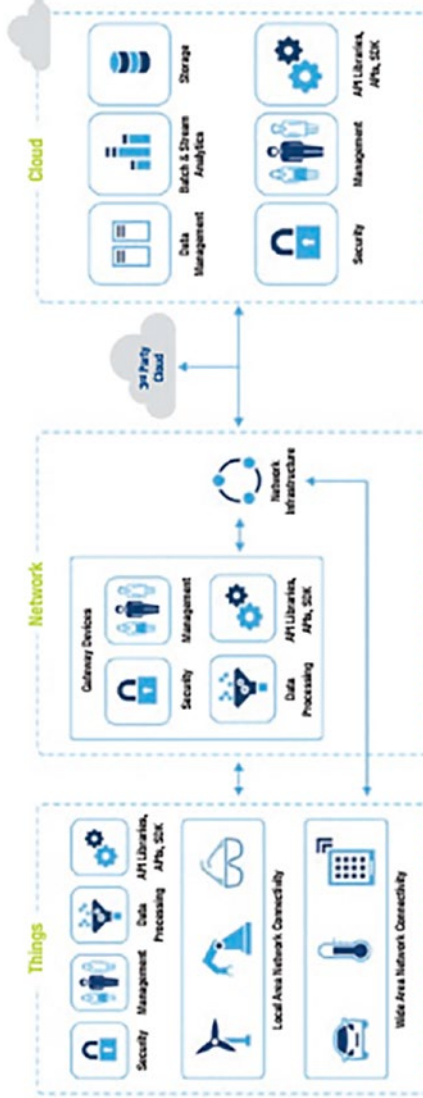 Things
Security
Management
Data
Processing
API Libraries,
APIs, SDK
Local Area Network Connectivity
Wide Area Network Connectivity
Network
Gateway Devices
Security
Management
Data
Processing
API Libraries,
APIs, SDK
Network
Infrastructure
3rd Party
Cloud
Cloud
Data
Management
Batch & Stream
Analytics
Storage
Security
Management
API Libraries,
APIs, SDK